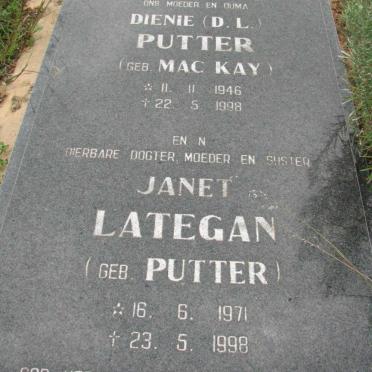 ONS MOEDER EN OUMA
DIENIE (D. L.)
PUTTER
(GEB. MAC KAY)
☆ 11. 11 1946
† 22. 5 1998
EN N
DIERBARE DOGTER, MOEDER EN SUSTER
JANET
LATEGAN
(GEB. PUTTER)
☆ 16. 6. 1971
† 23. 5. 1998